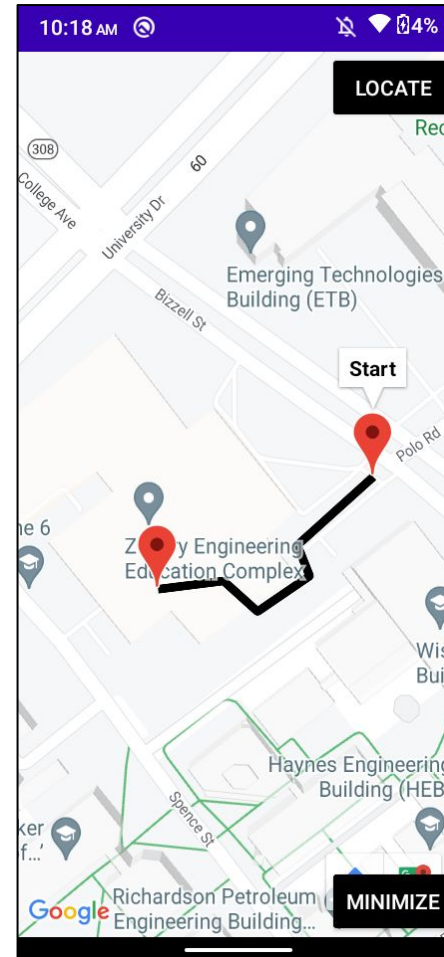 10:18 AM
4%
LOCATE
Rec
308
60
College Ave
University Dr
Emerging Technologies
Building (ETB)
Bizzell St
Start
Polo Rd
ne 6
Z y Engineering
Education Complex
Wis
Bui
Haynes Engineering
Building (HEB
Spence St
ker
f...'
Richardson Petroleum
Engineering Building...
Google
MINIMIZE